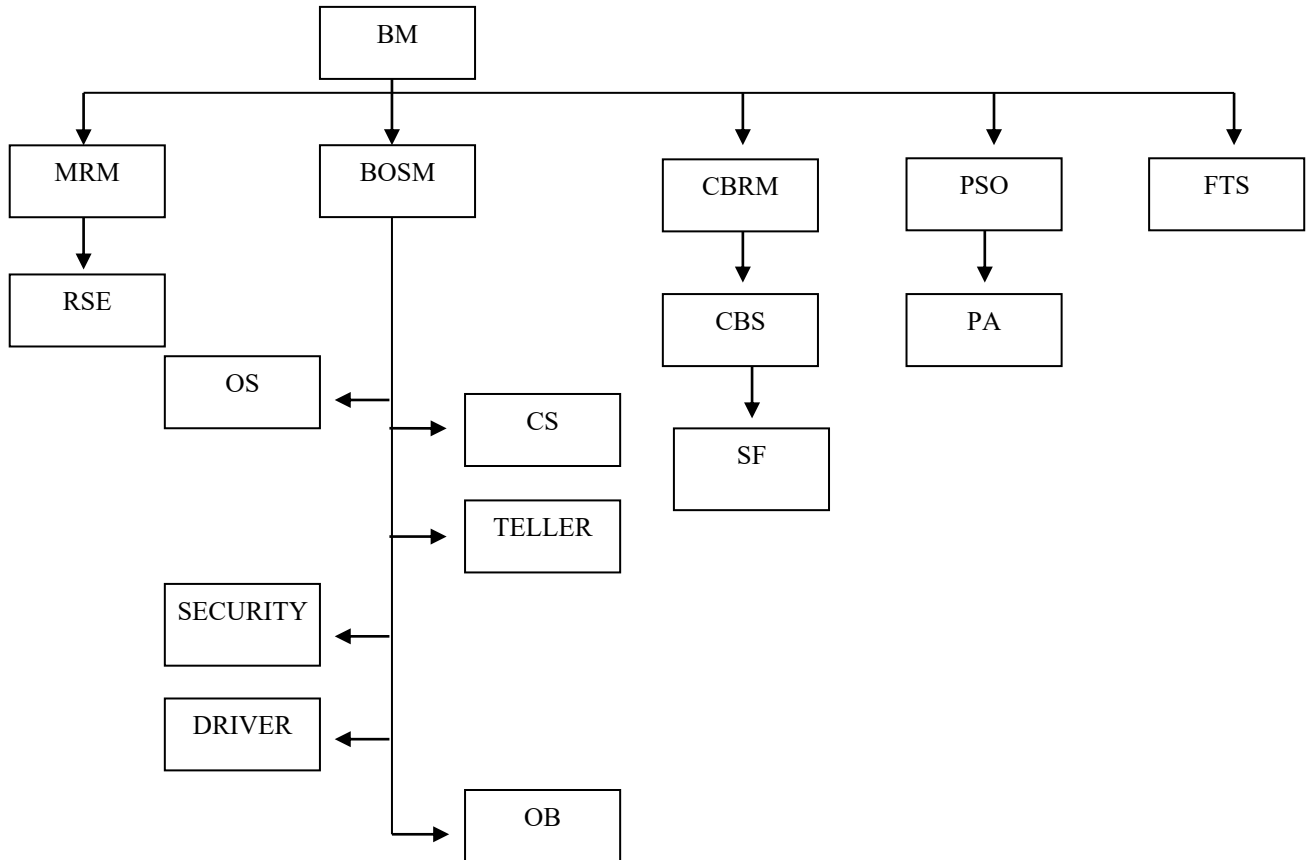 BM
MRM
BOSM
CBRM
PSO
FTS
RSE
CBS
PA
OS
CS
SF
TELLER
SECURITY
DRIVER
OB